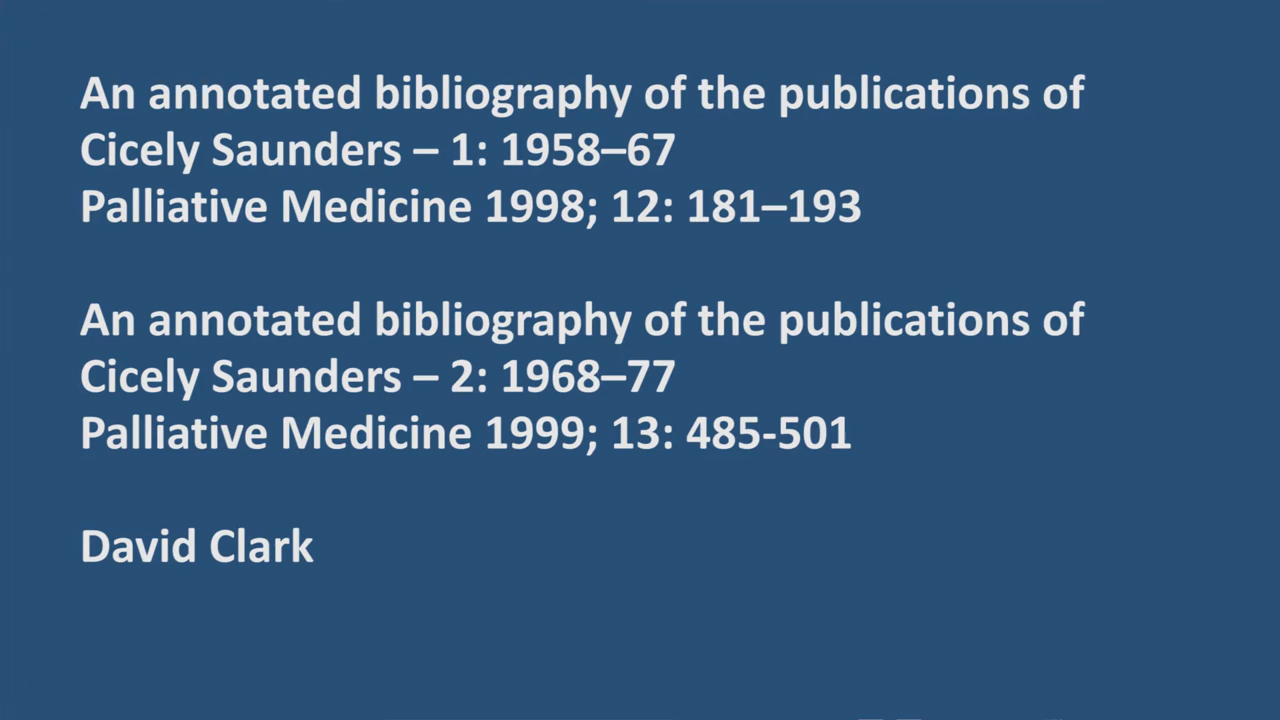 An annotated bibliography of the publications of
Cicely Saunders – 1: 1958–67
Palliative Medicine 1998; 12: 181–193
An annotated bibliography of the publications of
Cicely Saunders – 2: 1968–77
Palliative Medicine 1999; 13: 485-501
David Clark